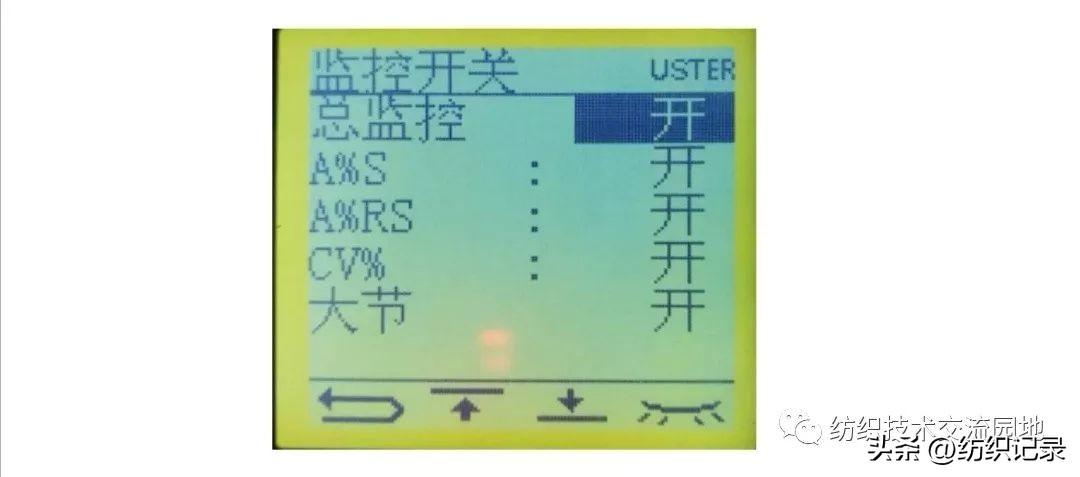 监控开关 USTER
总监控 开
A%S : 开
A%RS : 开
CV% : 开
大节 开
纺织技术交流园地
头条 @纺织记录